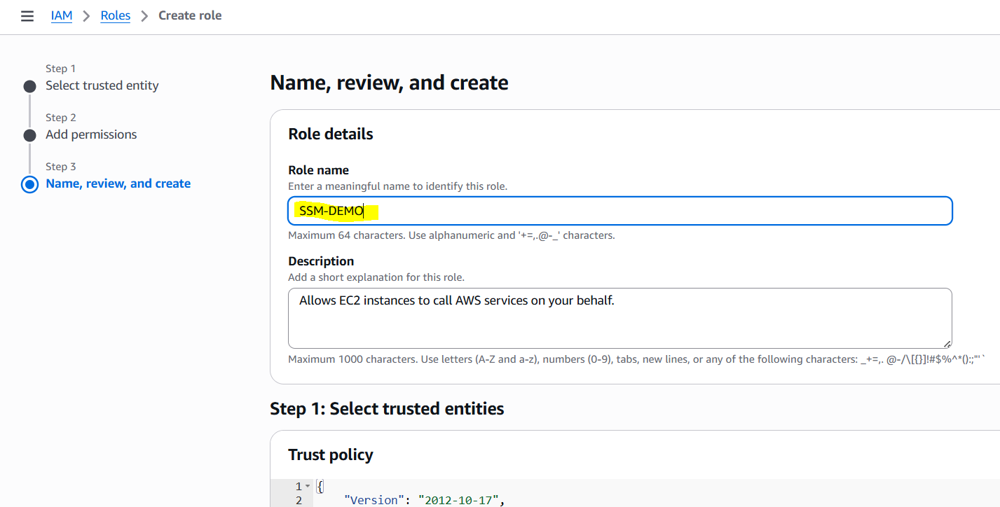 IAM > Roles > Create role
Step 1
Select trusted entity
Step 2
Add permissions
Step 3
Name, review, and create
Name, review, and create
Role details
Role name
Enter a meaningful name to identify this role.
SSM-DEMO
Maximum 64 characters. Use alphanumeric and '+=,.@-_' characters.
Description
Add a short explanation for this role.
Allows EC2 instances to call AWS services on your behalf.
Maximum 1000 characters. Use letters (A-Z and a-z), numbers (0-9), tabs, new lines, or any of the following characters: _+=,. @-/\[{}]!#$%^*();:"'`
Step 1: Select trusted entities
Trust policy
1 {
2 "Version": "2012-10-17",